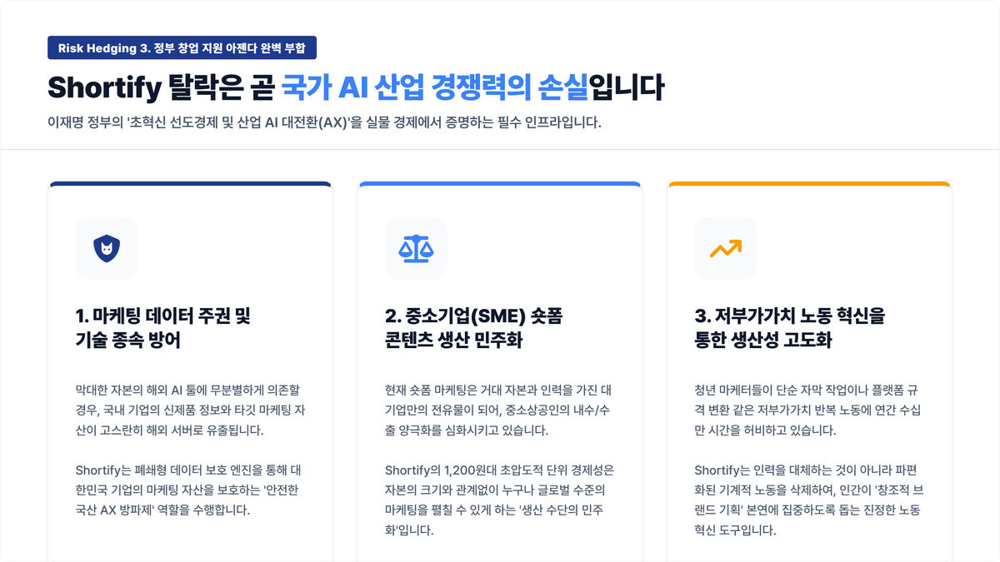 Risk Hedging 3. 정부 창업 지원 아젠다 완벽 부합
Shortify 탈락은 곧 국가 AI 산업 경쟁력의 손실입니다
이재명 정부의 '초혁신 선도경제 및 산업 AI 대전환(AX)'을 실물 경제에서 증명하는 필수 인프라입니다.
1. 마케팅 데이터 주권 및
기술 종속 방어
막대한 자본의 해외 AI 툴에 무분별하게 의존할
경우, 국내 기업의 신제품 정보와 타깃 마케팅 자
산이 고스란히 해외 서버로 유출됩니다.
Shortify는 폐쇄형 데이터 보호 엔진을 통해 대
한민국 기업의 마케팅 자산을 보호하는 '안전한
국산 AX 방파제' 역할을 수행합니다.
2. 중소기업(SME) 숏폼
콘텐츠 생산 민주화
현재 숏폼 마케팅은 거대 자본과 인력을 가진 대
기업만의 전유물이 되어, 중소상공인의 내수/수
출 양극화를 심화시키고 있습니다.
Shortify의 1,200원대 초압도적 단위 경제성은
자본의 크기와 관계없이 누구나 글로벌 수준의
마케팅을 펼칠 수 있게 하는 '생산 수단의 민주
화'입니다.
3. 저부가가치 노동 혁신을
통한 생산성 고도화
청년 마케터들이 단순 자막 작업이나 플랫폼 규
격 변환 같은 저부가가치 반복 노동에 연간 수십
만 시간을 허비하고 있습니다.
Shortify는 인력을 대체하는 것이 아니라 파편
화된 기계적 노동을 삭제하여, 인간이 '창조적 브
랜드 기획' 본연에 집중하도록 돕는 진정한 노동
혁신 도구입니다.